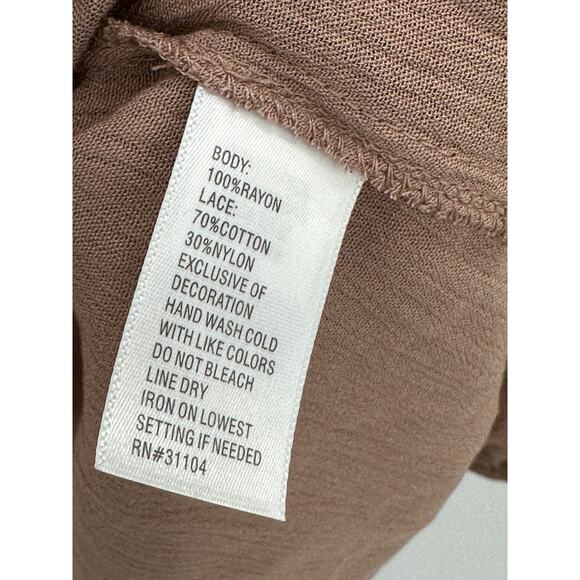 BODY:
100%RAYON
LACE:
70%COTTON
30%NYLON
EXCLUSIVE OF
DECORATION
HAND WASH COLD
WITH LIKE COLORS
DO NOT BLEACH
LINE DRY
IRON ON LOWEST
SETTING IF NEEDED
RN#31104